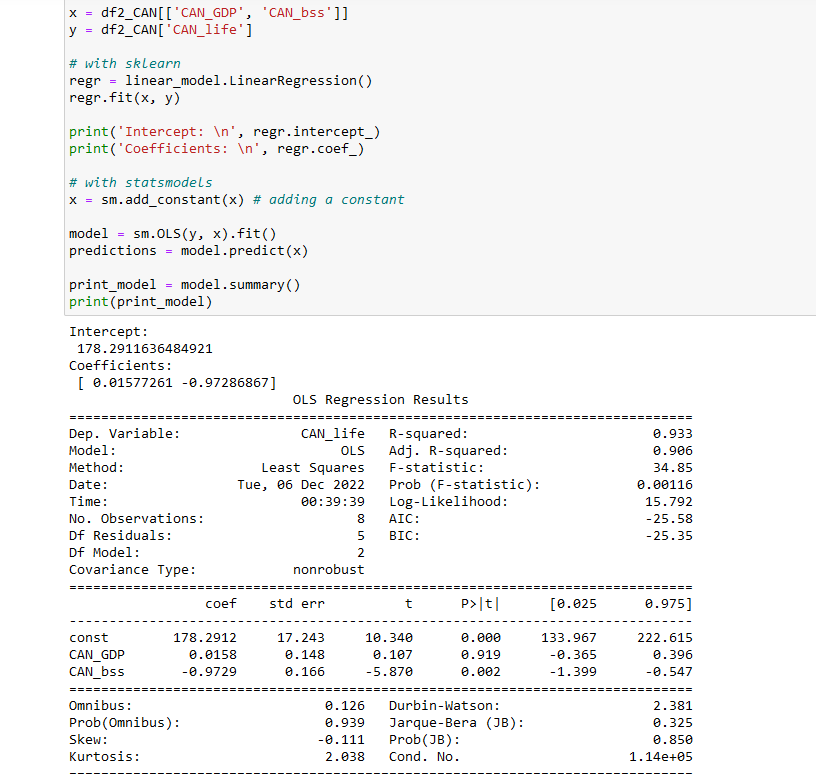 x = df2_CAN[['CAN_GDP', 'CAN_bss']]
y = df2_CAN['CAN_life']
# with sklearn
regr = linear_model.LinearRegression()
regr.fit(x, y)
print('Intercept: \n', regr.intercept_)
print('Coefficients: \n', regr.coef_)
# with statsmodels
x = sm.add_constant(x) # adding a constant
model = sm.OLS(y, x).fit()
predictions = model.predict(x)
print_model = model.summary()
print(print_model)
Intercept:
 178.2911636484921
Coefficients:
 [ 0.01577261 -0.97286867]
                            OLS Regression Results
==============================================================================
Dep. Variable:               CAN_life   R-squared:                       0.933
Model:                            OLS   Adj. R-squared:                  0.906
Method:                 Least Squares   F-statistic:                     34.85
Date:                Tue, 06 Dec 2022   Prob (F-statistic):            0.00116
Time:                        00:39:39   Log-Likelihood:                 15.792
No. Observations:                   8   AIC:                            -25.58
Df Residuals:                       5   BIC:                            -25.35
Df Model:                           2
Covariance Type:            nonrobust
==============================================================================
                 coef    std err          t      P>|t|      [0.025      0.975]
------------------------------------------------------------------------------
const        178.2912     17.243     10.340      0.000     133.967     222.615
CAN_GDP        0.0158      0.148      0.107      0.919      -0.365       0.396
CAN_bss       -0.9729      0.166     -5.870      0.002      -1.399      -0.547
==============================================================================
Omnibus:                        0.126   Durbin-Watson:                   2.381
Prob(Omnibus):                  0.939   Jarque-Bera (JB):                0.325
Skew:                          -0.111   Prob(JB):                        0.850
Kurtosis:                       2.038   Cond. No.                     1.14e+05
==============================================================================